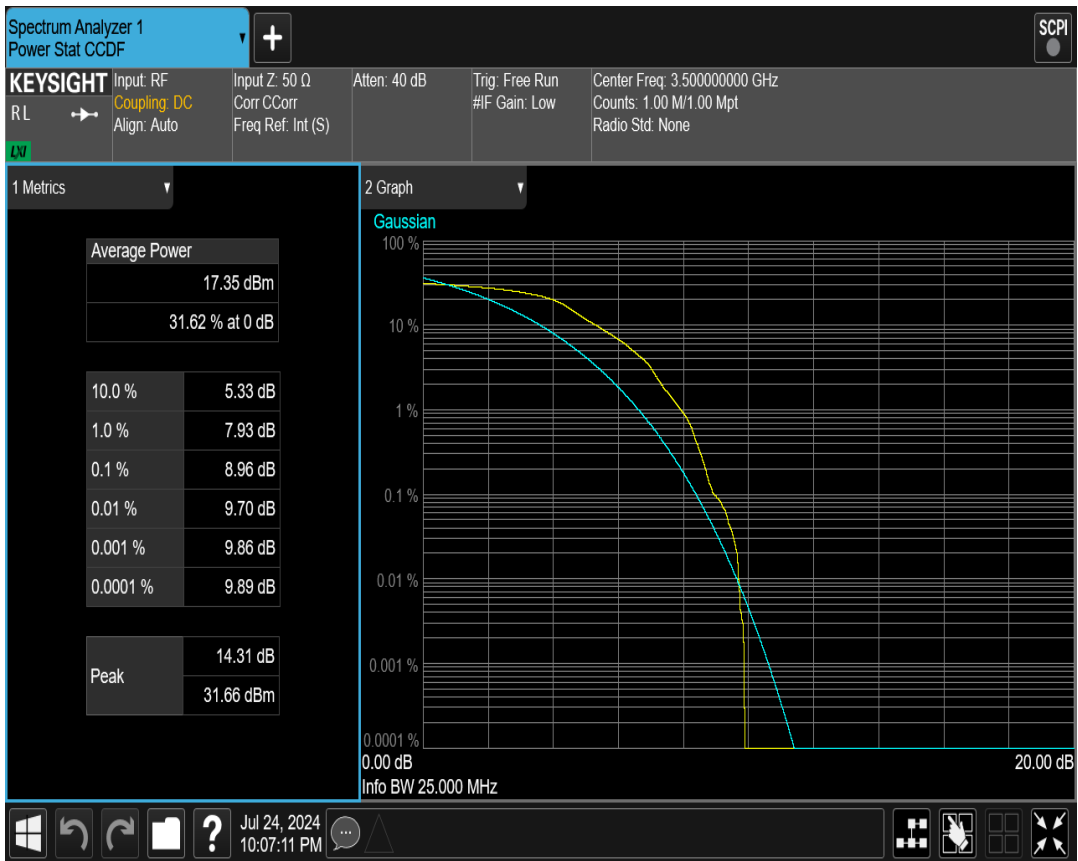 Spectrum Analyzer 1
Power Stat CCDF
+
SCPI
KEYSIGHT
RL
LXI
Input: RF
Coupling: DC
Align: Auto
Input Z: 50 Ω
Corr CCorr
Freq Ref: Int (S)
Atten: 40 dB
Trig: Free Run
#IF Gain: Low
Center Freq: 3.500000000 GHz
Counts: 1.00 M/1.00 Mpt
Radio Std: None
1 Metrics
Average Power
17.35 dBm
31.62 % at 0 dB
10.0 % 5.33 dB
1.0 % 7.93 dB
0.1 % 8.96 dB
0.01 % 9.70 dB
0.001 % 9.86 dB
0.0001 % 9.89 dB
Peak
14.31 dB
31.66 dBm
2 Graph
Gaussian
100 %
10 %
1 %
0.1 %
0.01 %
0.001 %
0.0001 %
0.00 dB 20.00 dB
Info BW 25.000 MHz
?
Jul 24, 2024
10:07:11 PM